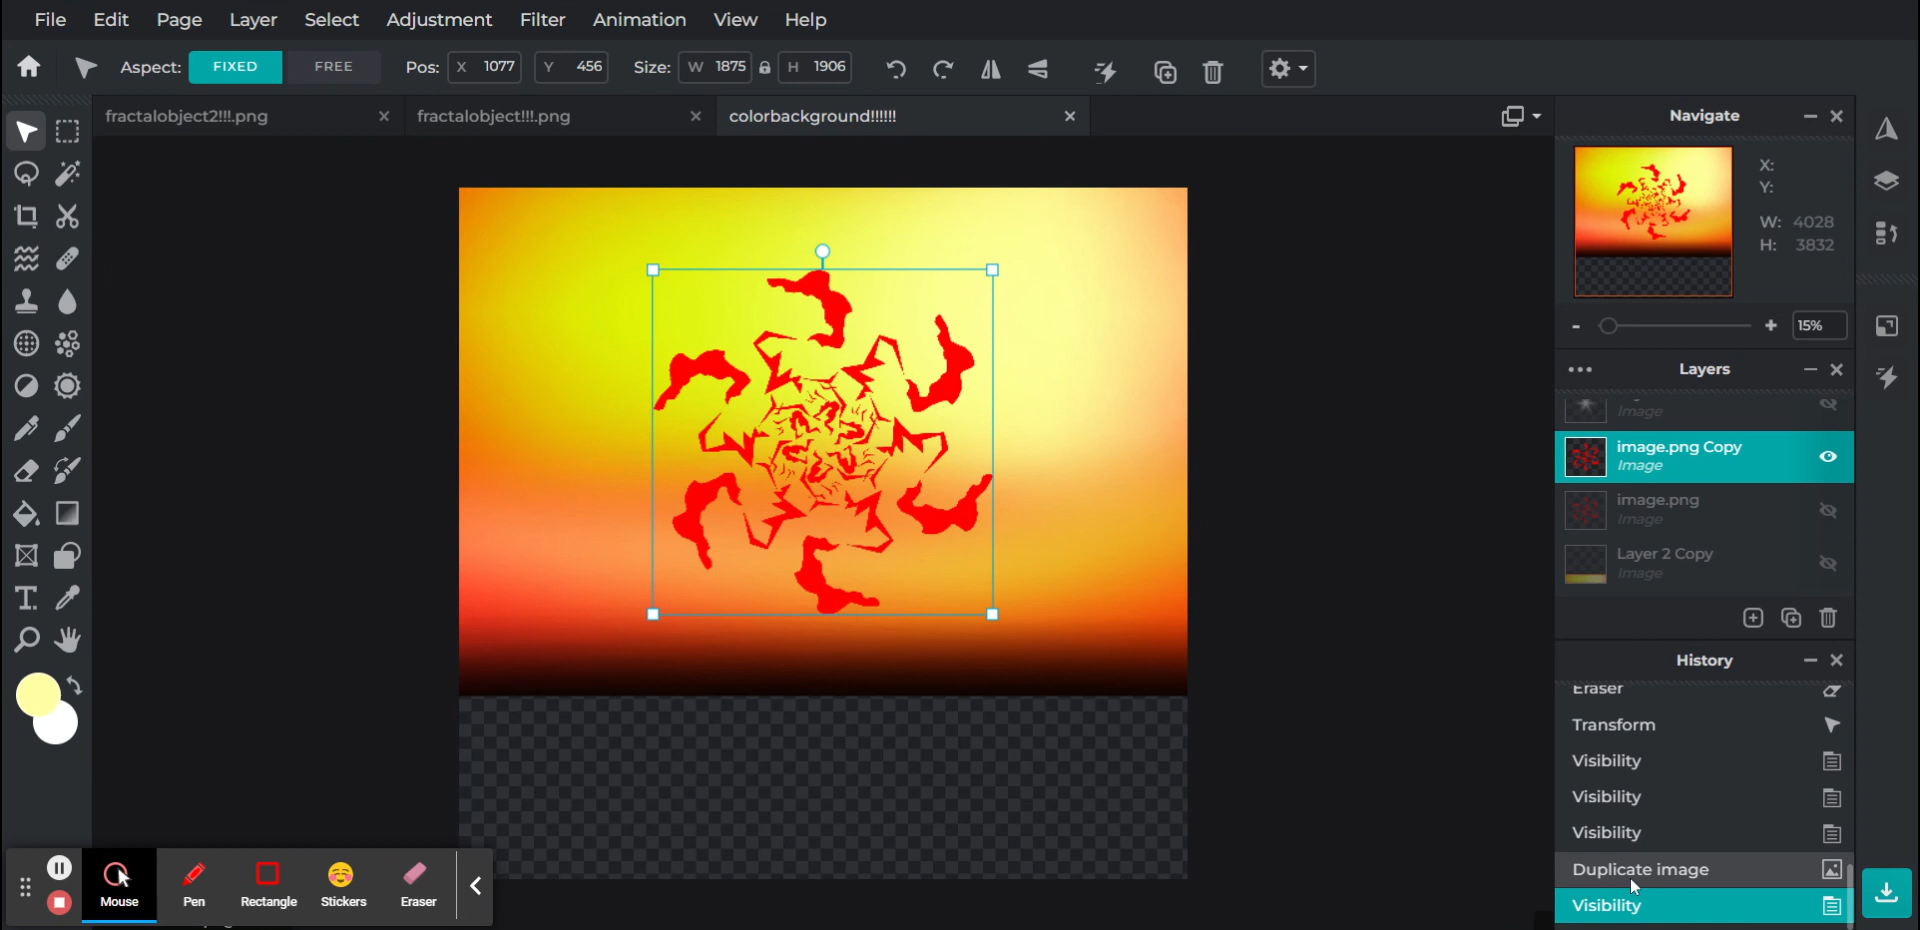 File Edit Page Layer Select Adjustment Filter Animation View Help
Aspect: FIXED FREE Pos: X 1077 Y 456 Size: W 1875 H 1906
fractalobject2!!!.png fractalobject!!!.png colorbackground!!!!!!
Navigate
X:
Y:
W: 4028
H: 3832
15%
Layers
Image
image.png Copy
Image
image.png
Image
Layer 2 Copy
Image
History
Eraser
Transform
Visibility
Visibility
Visibility
Duplicate image
Visibility
Mouse Pen Rectangle Stickers Eraser